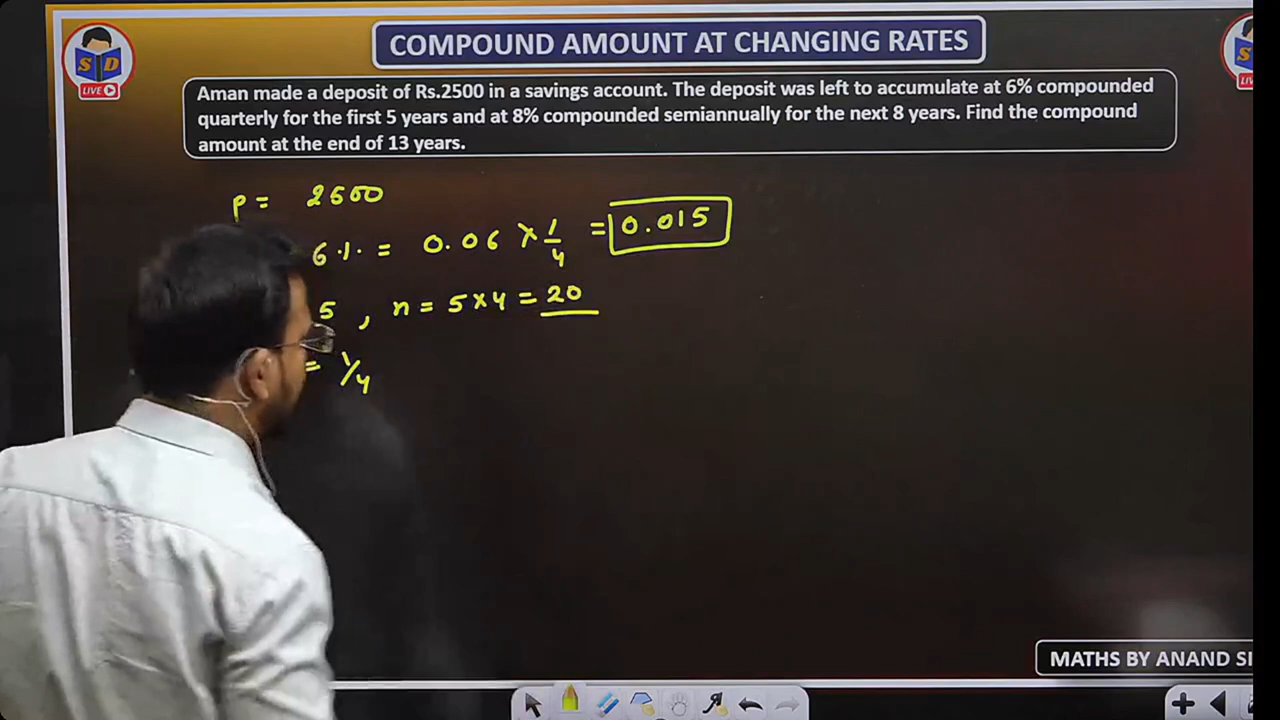 COMPOUND AMOUNT AT CHANGING RATES
S D
LIVE
LIV
Aman made a deposit of Rs.2500 in a savings account. The deposit was left to accumulate at 6% compounded
quarterly for the first 5 years and at 8% compounded semiannually for the next 8 years. Find the compound
amount at the end of 13 years.
P = 2500
6%. = 0.06 × 1/4 = 0.015
5 , n = 5×4 = 20
= 1/4
MATHS BY ANAND SI